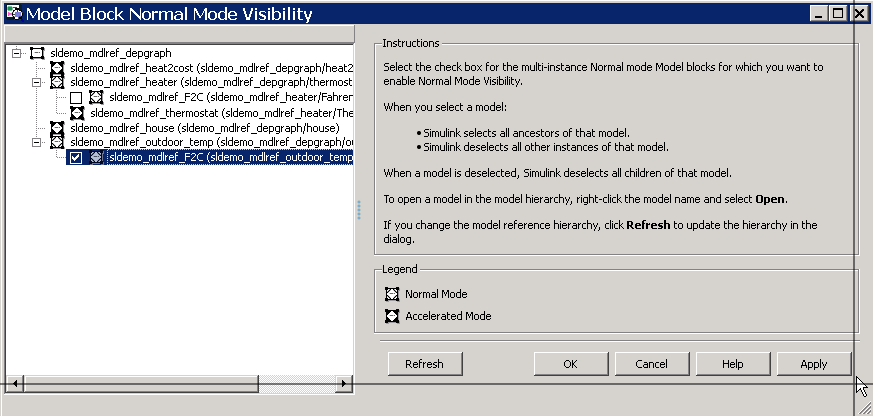 Model Block Normal Mode Visibility
sldemo_mdlref_depgraph
sldemo_mdlref_heat2cost (sldemo_mdlref_depgraph/heat2
sldemo_mdlref_heater (sldemo_mdlref_depgraph/thermost
sldemo_mdlref_F2C (sldemo_mdlref_heater/Fahren
sldemo_mdlref_thermostat (sldemo_mdlref_heater/The
sldemo_mdlref_house (sldemo_mdlref_depgraph/house)
sldemo_mdlref_outdoor_temp (sldemo_mdlref_depgraph/ou
sldemo_mdlref_F2C (sldemo_mdlref_outdoor_temp
Instructions
Select the check box for the multi-instance Normal mode Model blocks for which you want to
enable Normal Mode Visibility.
When you select a model:
• Simulink selects all ancestors of that model.
• Simulink deselects all other instances of that model.
When a model is deselected, Simulink deselects all children of that model.
To open a model in the model hierarchy, right-click the model name and select Open.
If you change the model reference hierarchy, click Refresh to update the hierarchy in the
dialog.
Legend
Normal Mode
Accelerated Mode
Refresh
OK
Cancel
Help
Apply